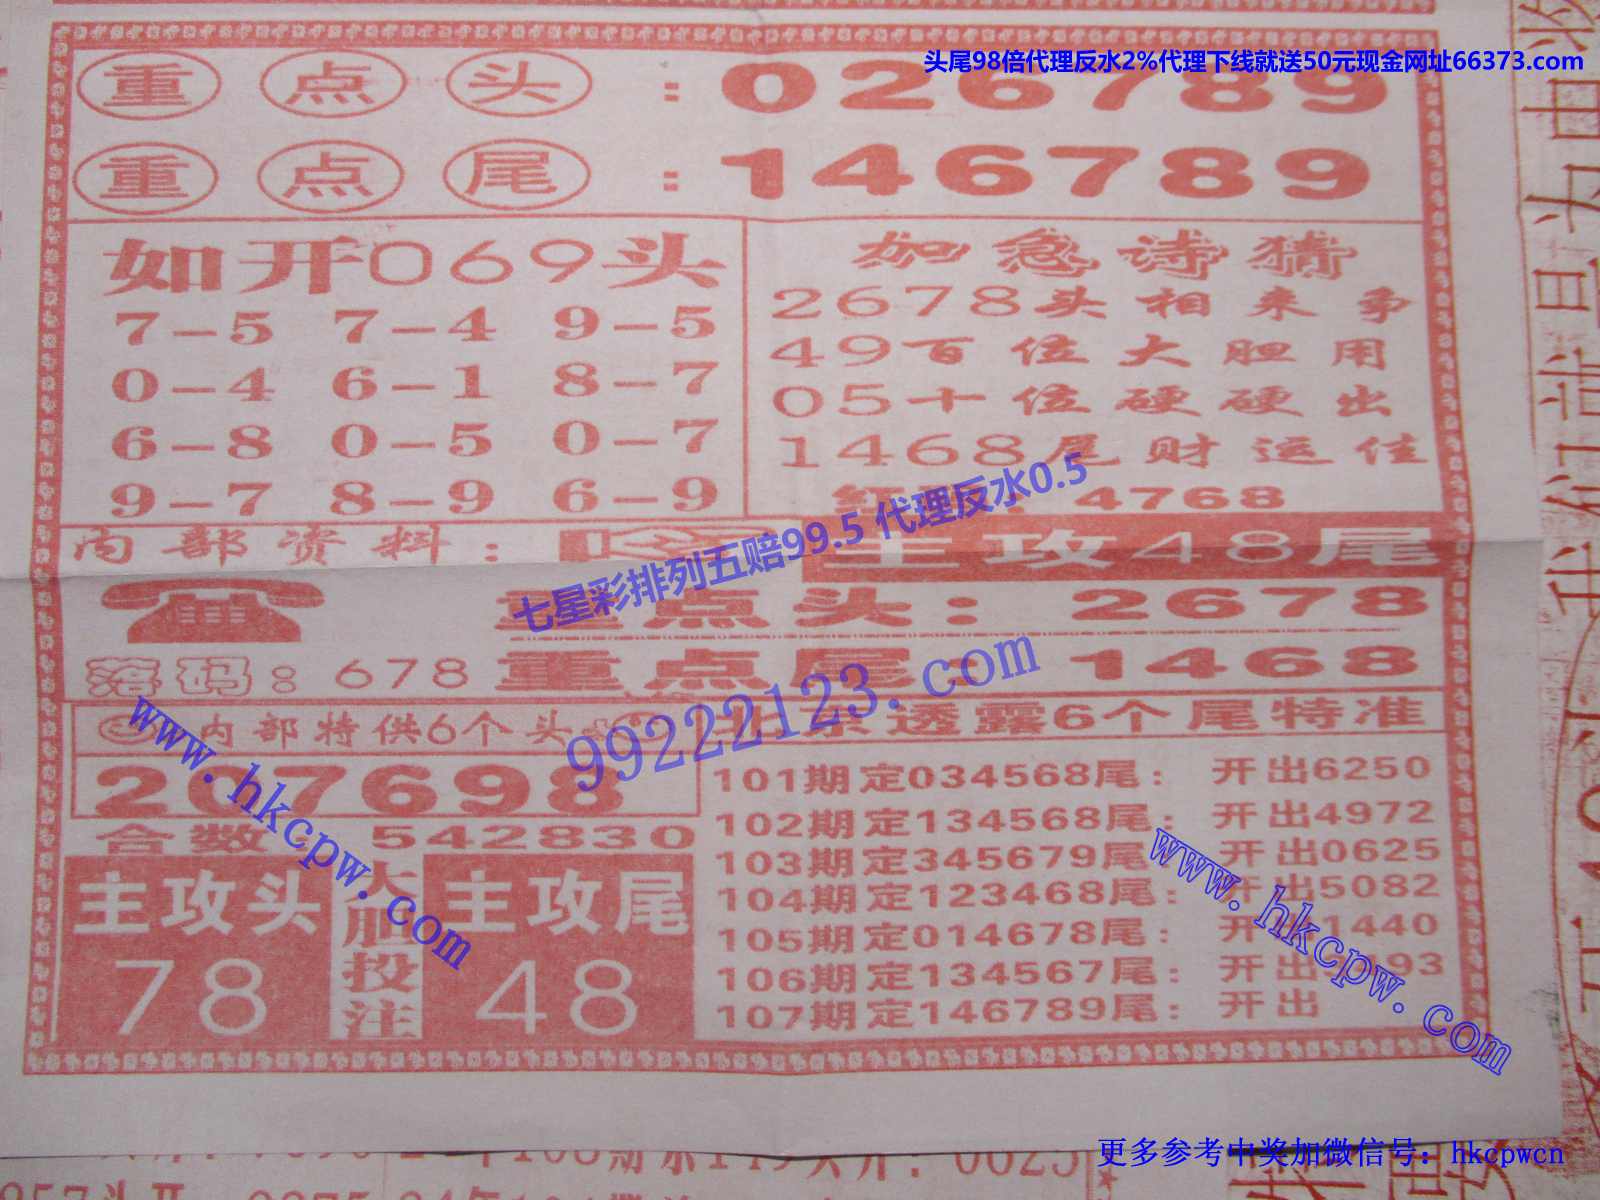 头尾98倍代理反水2%代理下线就送50元现金网址66373.com
重点头：026789
重点尾：146789
如开069头
7-5 7-4 9-5
0-4 6-1 8-7
6-8 0-5 0-7
9-7 8-9 6-9
加急诗猜
2678头相来争
49百位大胆用
05十位硬硬出
1468尾财运佳
4768
七星彩排列五赔99.5 代理反水0.5
内部资料：
主攻48尾
重点头：2678
落码：678
重点尾：1468
99222123.com
内部特供6个头
207698
合数 542830
主攻头
78
大胆投注
主攻尾
48
透露6个尾特准
101期定034568尾： 开出6250
102期定134568尾： 开出4972
103期定345679尾 开出0625
104期定123468尾： 开出5082
105期定014678尾： 开 1440
106期定134567尾： 开出 93
107期定146789尾： 开出
www.hkcpw.com
www.hkcpw.com
更多参考中奖加微信号：hkcpwcn